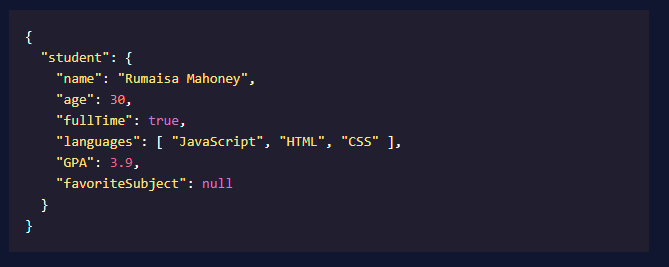 {
  "student": {
    "name": "Rumaisa Mahoney",
    "age": 30,
    "fullTime": true,
    "languages": [ "JavaScript", "HTML", "CSS" ],
    "GPA": 3.9,
    "favoriteSubject": null
  }
}